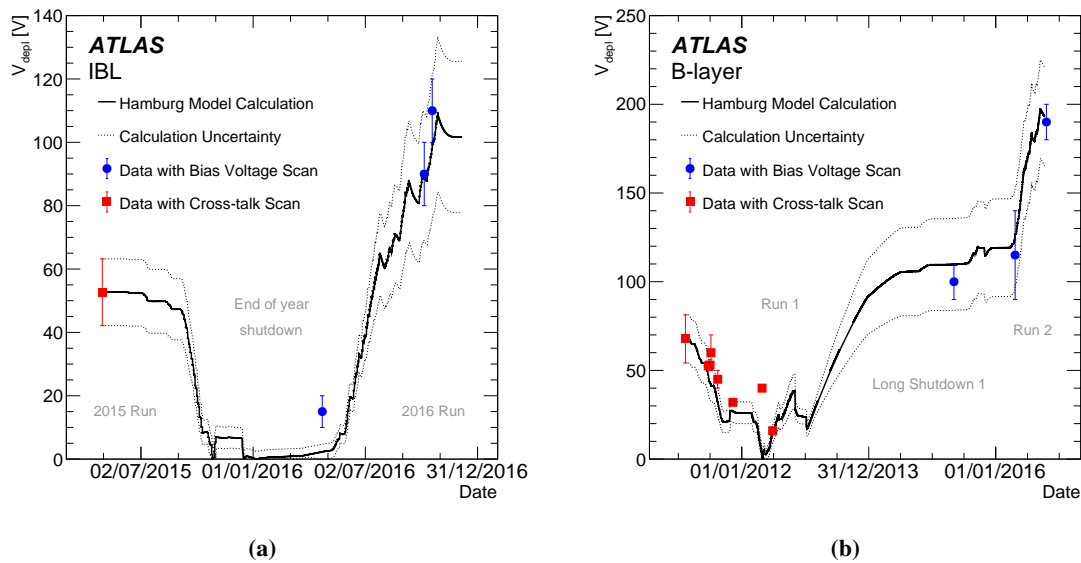 V_depl [V]
140
120
100
80
60
40
20
0
ATLAS
IBL
Hamburg Model Calculation
Calculation Uncertainty
Data with Bias Voltage Scan
Data with Cross-talk Scan
End of year
shutdown
2015 Run
2016 Run
02/07/2015
01/01/2016
02/07/2016
31/12/2016
Date
(a)
V_depl [V]
250
200
150
100
50
0
ATLAS
B-layer
Hamburg Model Calculation
Calculation Uncertainty
Data with Bias Voltage Scan
Data with Cross-talk Scan
Run 1
Run 2
Long Shutdown 1
01/01/2012
31/12/2013
01/01/2016
Date
(b)